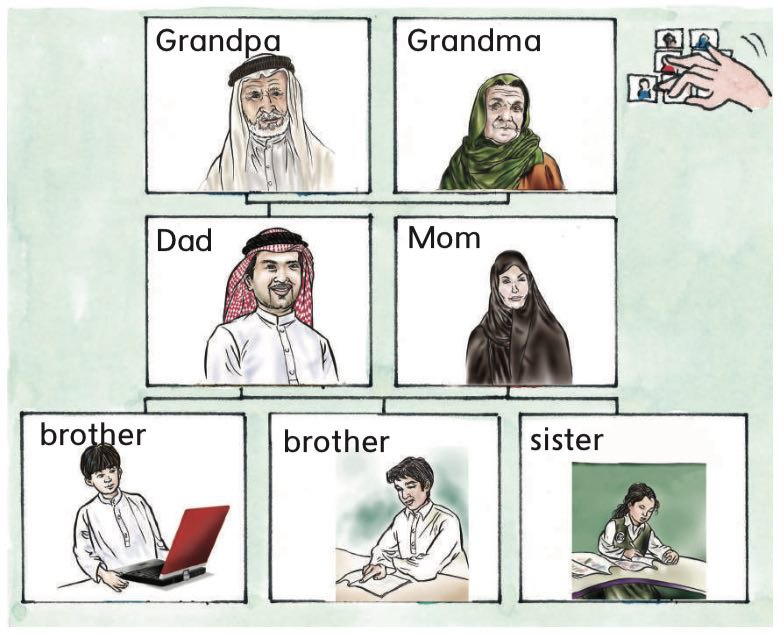 Grandpa
Grandma
Dad
Mom
brother
brother
sister